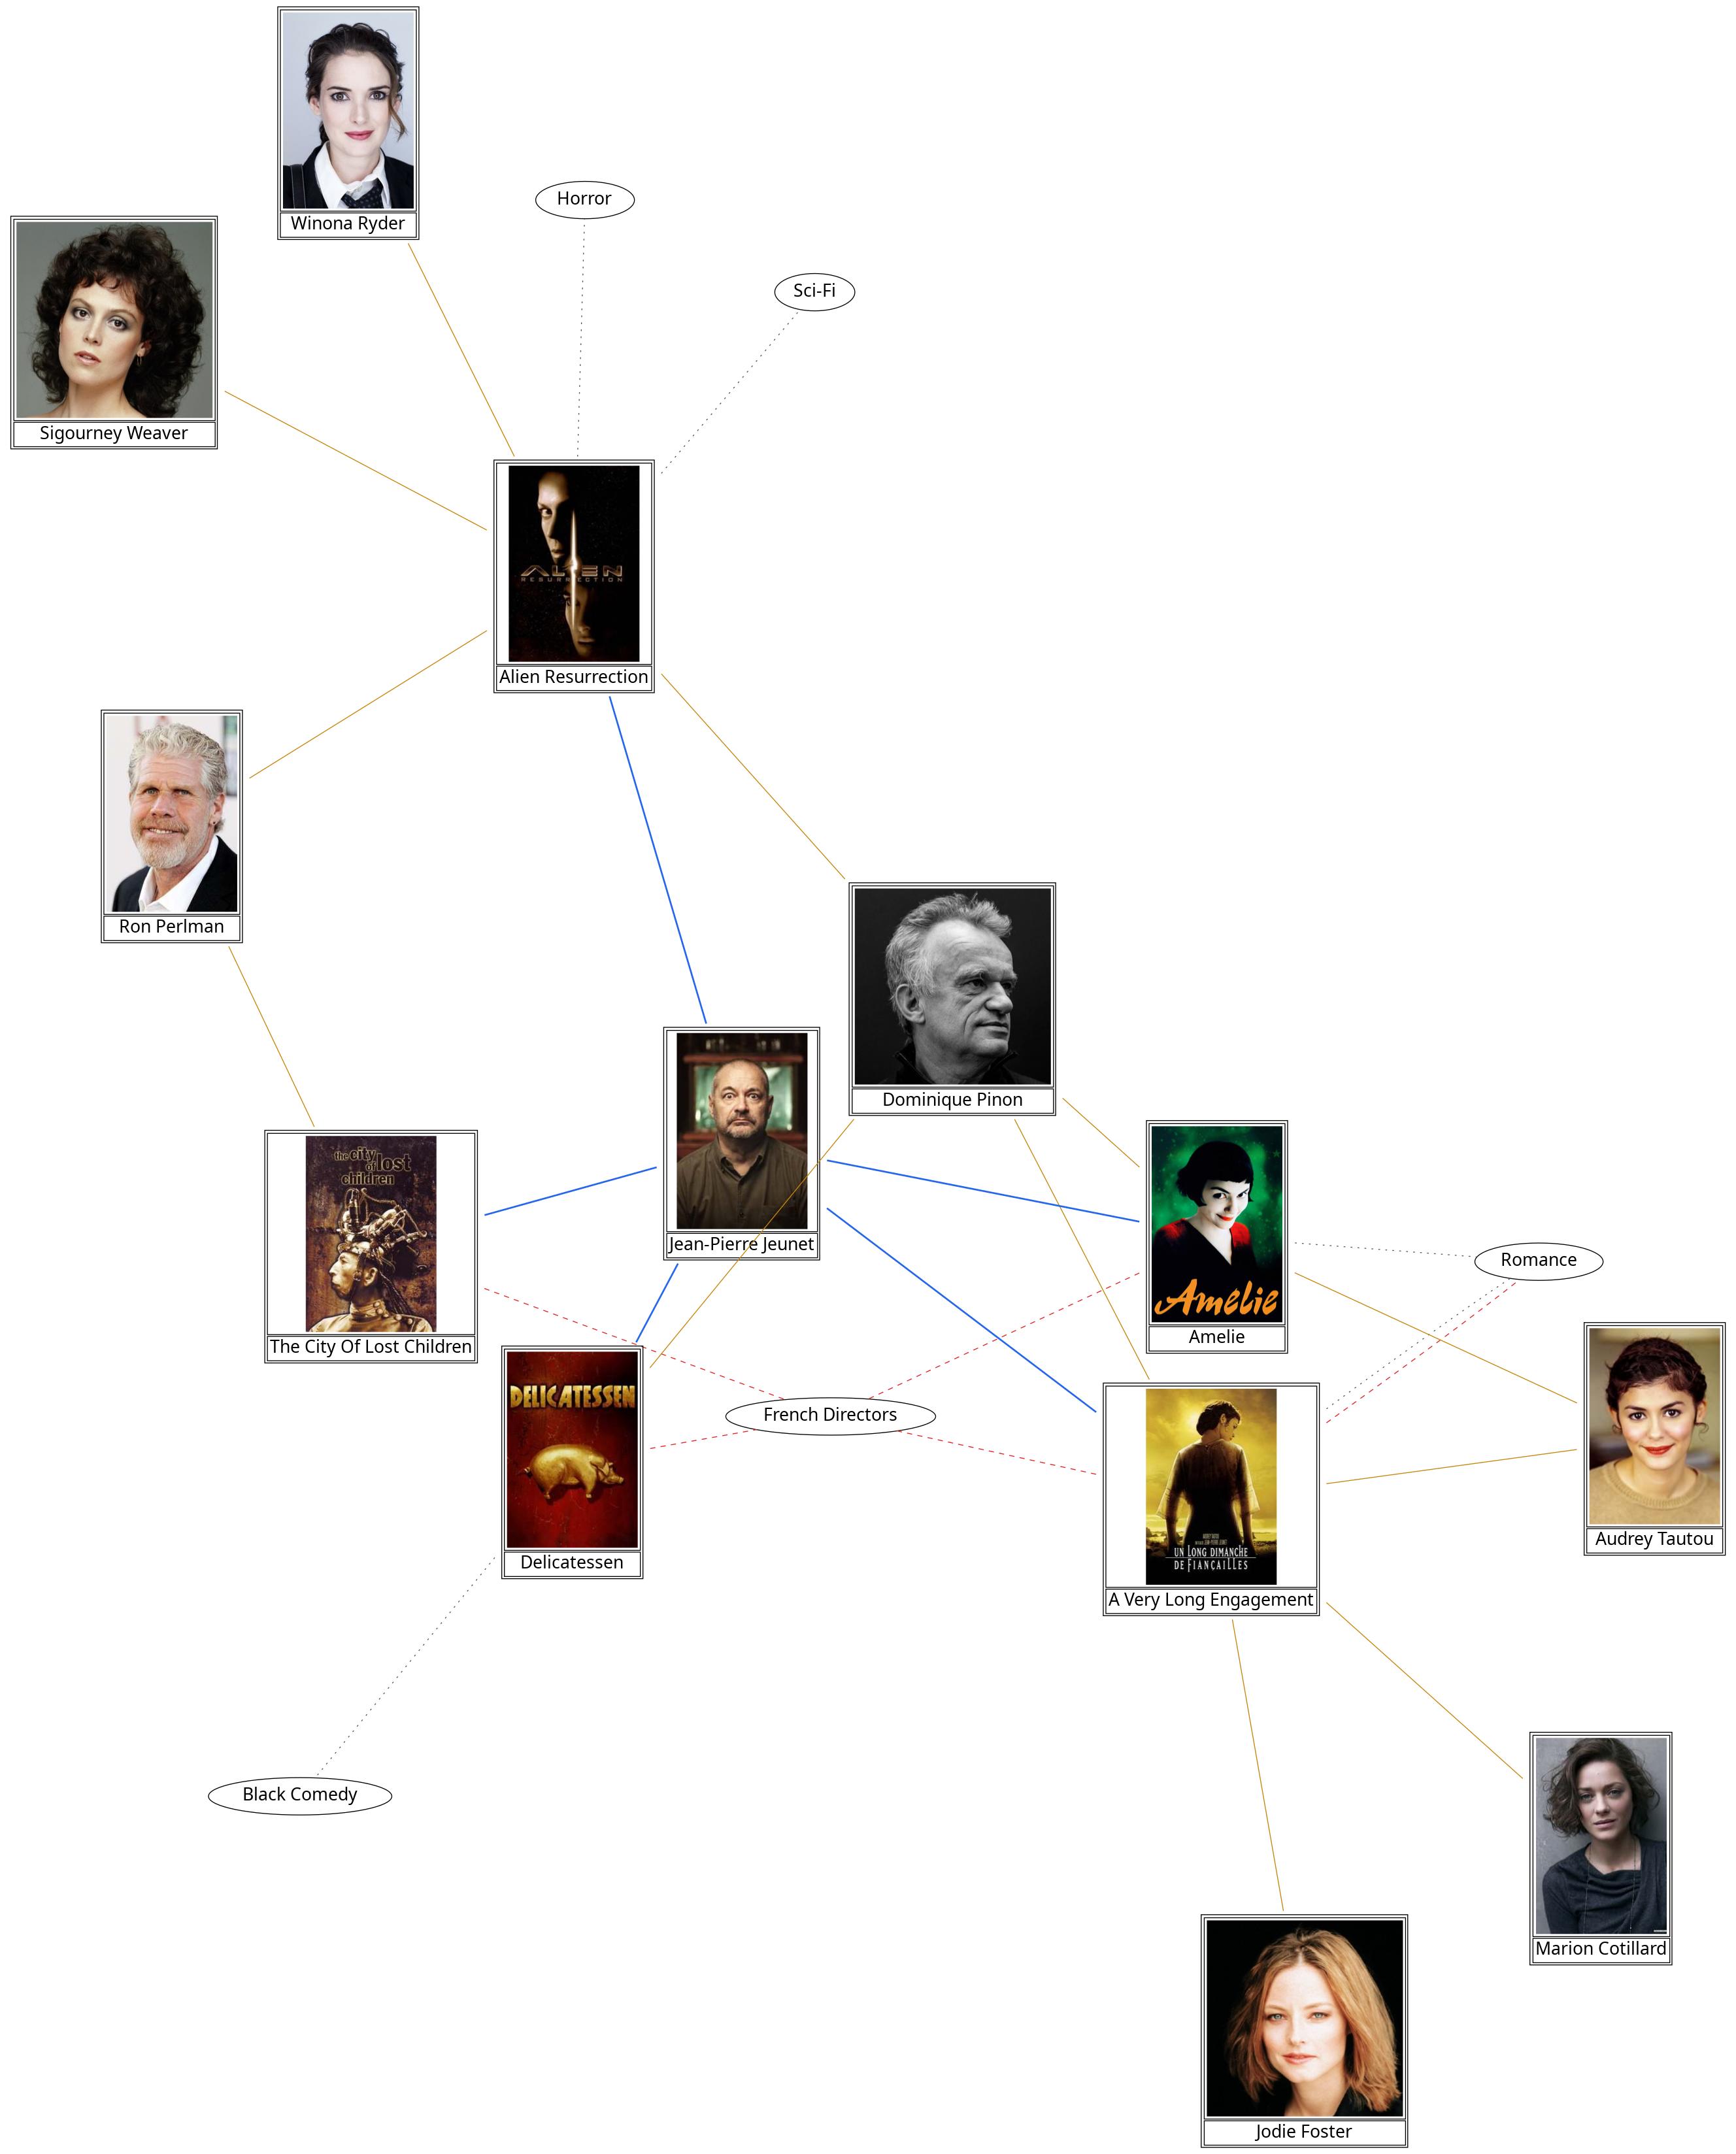 Winona Ryder
Horror
Sci-Fi
Sigourney Weaver
ALIEN
RESURRECTION
Alien Resurrection
Ron Perlman
Dominique Pinon
Jean-Pierre Jeunet
the city
of lost
children
The City Of Lost Children
Amelie
Amelie
Romance
DELICATESSEN
Delicatessen
French Directors
UN LONG DIMANCHE
DE FIANÇAILLES
A Very Long Engagement
Audrey Tautou
Black Comedy
Marion Cotillard
Jodie Foster